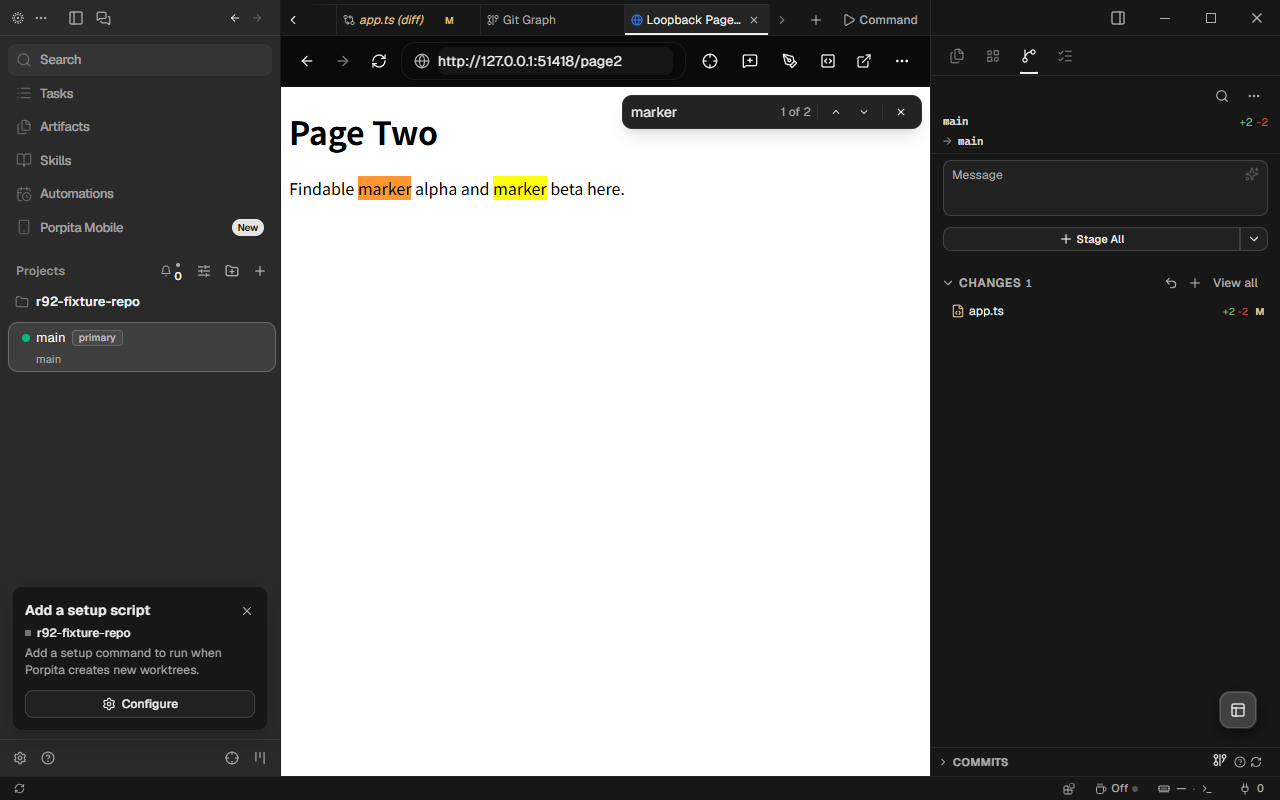 Search
Tasks
Artifacts
Skills
Automations
Porpita Mobile
New
Projects
0
r92-fixture-repo
main
primary
main
Add a setup script
r92-fixture-repo
Add a setup command to run when
Porpita creates new worktrees.
Configure
app.ts (diff)
M
Git Graph
Loopback Page...
Command
http://127.0.0.1:51418/page2
marker
1 of 2
Page Two
Findable marker alpha and marker beta here.
main
+2 -2
→ main
Message
Stage All
CHANGES 1
View all
app.ts
+2 -2 M
COMMITS
Off
0